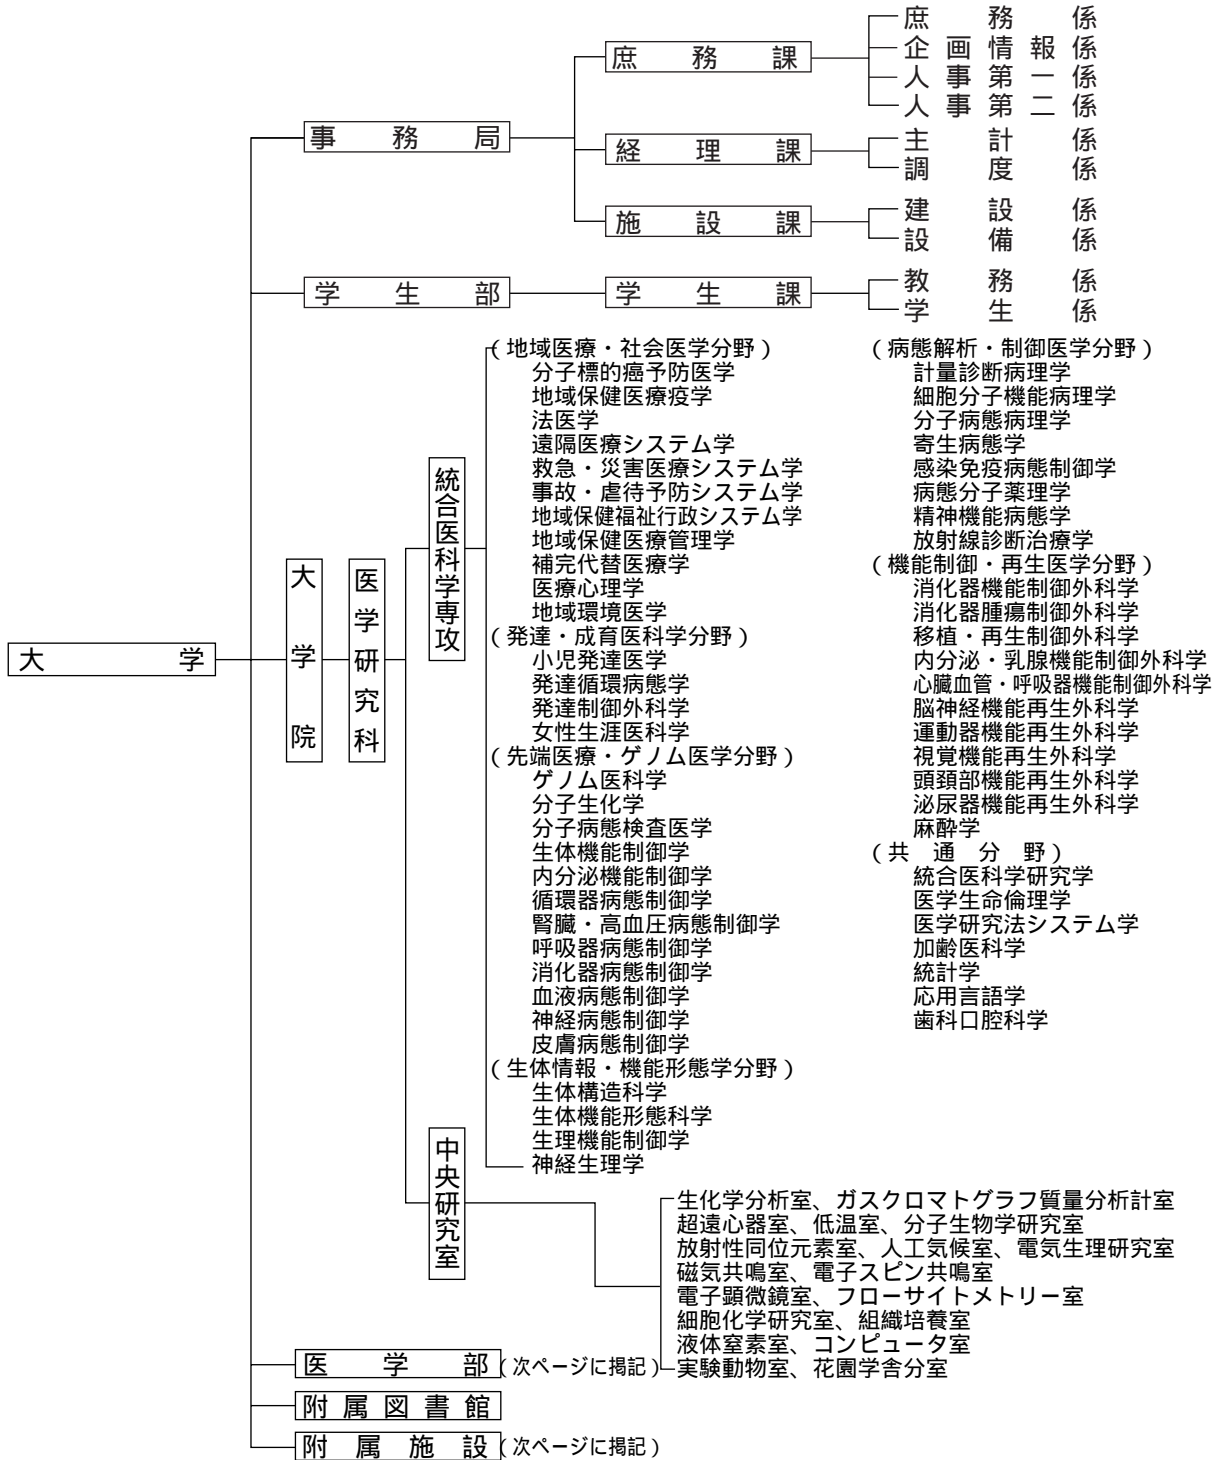 庶務係
企画情報係
人事第一係
人事第二係
庶務課
事務局
経理課
主計係
調度係
施設課
建設係
設備係
学生部
学生課
教務係
学生係
大学
大学院
医学研究科
統合医科学専攻
(地域医療・社会医学分野)
分子標的癌予防医学
地域保健医療疫学
法医学
遠隔医療システム学
救急・災害医療システム学
事故・虐待予防システム学
地域保健福祉行政システム学
地域保健医療管理学
補完代替医療学
医療心理学
地域環境医学
(発達・成育医科学分野)
小児発達医学
発達循環病態学
発達制御外科学
女性生涯医科学
(先端医療・ゲノム医学分野)
ゲノム医科学
分子生化学
分子病態検査医学
生体機能制御学
内分泌機能制御学
循環器病態制御学
腎臓・高血圧病態制御学
呼吸器病態制御学
消化器病態制御学
血液病態制御学
神経病態制御学
皮膚病態制御学
(生体情報・機能形態学分野)
生体構造科学
生体機能形態科学
生理機能制御学
神経生理学
(病態解析・制御医学分野)
計量診断病理学
細胞分子機能病理学
分子病態病理学
寄生病態学
感染免疫病態制御学
病態分子薬理学
精神機能病態学
放射線診断治療学
(機能制御・再生医学分野)
消化器機能制御外科学
消化器腫瘍制御外科学
移植・再生制御外科学
内分泌・乳腺機能制御外科学
心臓血管・呼吸器機能制御外科学
脳神経機能再生外科学
運動器機能再生外科学
視覚機能再生外科学
頭頚部機能再生外科学
泌尿器機能再生外科学
麻酔学
(共通分野)
統合医科学研究学
医学生命倫理学
医学研究法システム学
加齢医科学
統計学
応用言語学
歯科口腔科学
中央研究室
生化学分析室、ガスクロマトグラフ質量分析計室
超遠心器室、低温室、分子生物学研究室
放射性同位元素室、人工気候室、電気生理研究室
磁気共鳴室、電子スピン共鳴室
電子顕微鏡室、フローサイトメトリー室
細胞化学研究室、組織培養室
液体窒素室、コンピュータ室
実験動物室、花園学舎分室
医学部(次ページに掲記)
附属図書館
附属施設(次ページに掲記)